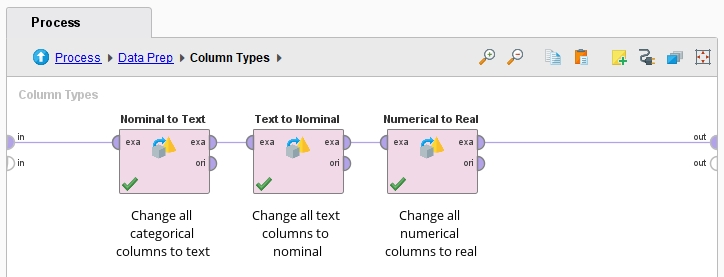 Process
Process Data Prep Column Types
Column Types
Nominal to Text Text to Nominal Numerical to Real
in exa exa exa exa exa exa out
in ori ori ori out
Change all Change all text Change all
categorical columns to numerical
columns to text nominal columns to real